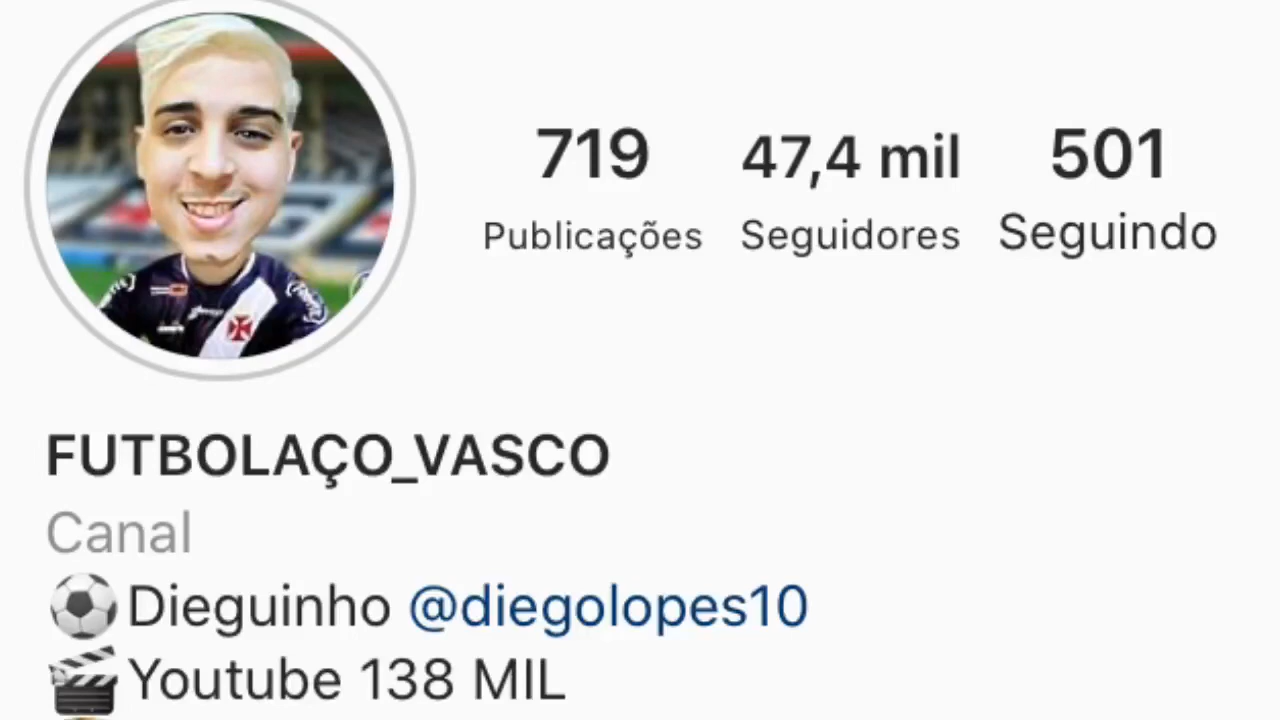 719 47,4 mil 501
Publicações Seguidores Seguindo
FUTBOLAÇO_VASCO
Canal
Dieguinho @diegolopes10
Youtube 138 MIL